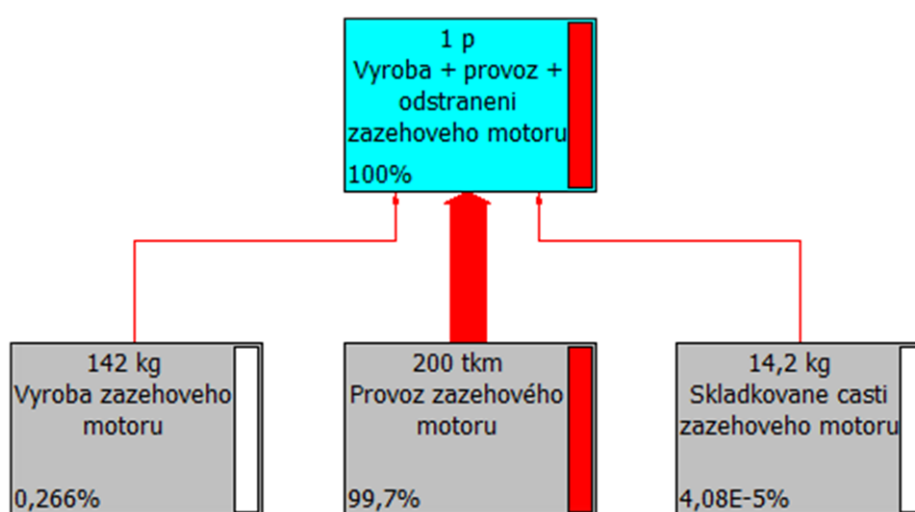 1 p
Vyroba + provoz +
odstraneni
zazehoveho motoru
100%
142 kg
Vyroba zazehoveho
motoru
0,266%
200 tkm
Provoz zazehového
motoru
99,7%
14,2 kg
Skladkovane casti
zazehoveho motoru
4,08E-5%